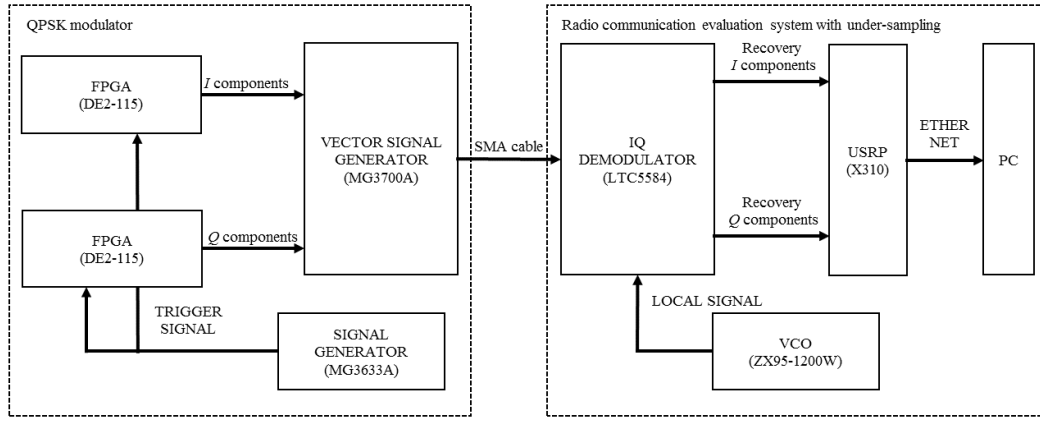 QPSK modulator
FPGA
(DE2-115)
I components
VECTOR SIGNAL
GENERATOR
(MG3700A)
FPGA
(DE2-115)
Q components
TRIGGER
SIGNAL
SIGNAL
GENERATOR
(MG3633A)
SMA cable
Radio communication evaluation system with under-sampling
IQ
DEMODULATOR
(LTC5584)
Recovery
I components
Recovery
Q components
USRP
(X310)
ETHER
NET
PC
LOCAL SIGNAL
VCO
(ZX95-1200W)